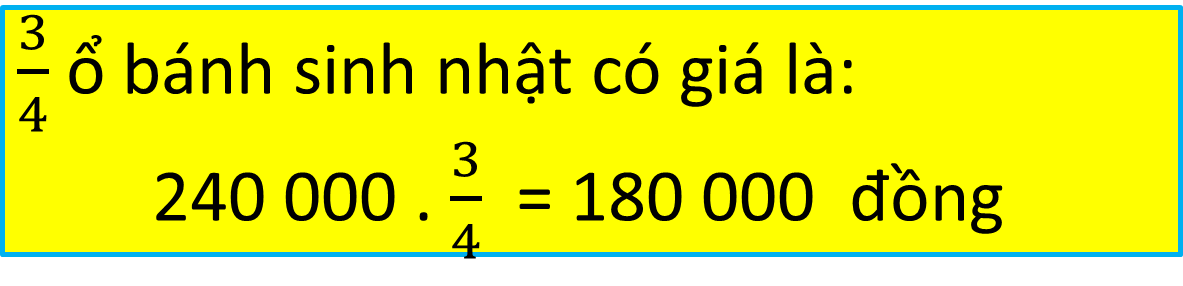 3/4 ổ bánh sinh nhật có giá là:
240 000 . 3/4 = 180 000 đồng